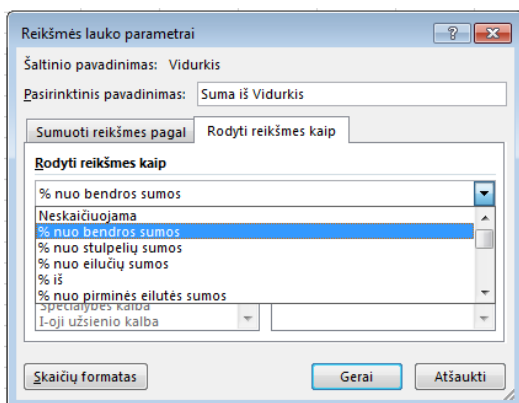 Reikšmės lauko parametrai
Šaltinio pavadinimas: Vidurkis
Pasirinktinis pavadinimas: Suma iš Vidurkis
Sumuoti reikšmes pagal Rodyti reikšmes kaip
Rodyti reikšmes kaip
% nuo bendros sumos
Neskaičiuojama
% nuo bendros sumos
% nuo stulpelių sumos
% nuo eilučių sumos
% iš
% nuo pirminės eilutės sumos
Specialybės kalba
I-oji užsienio kalba
Skaičių formatas Gerai Atšaukti